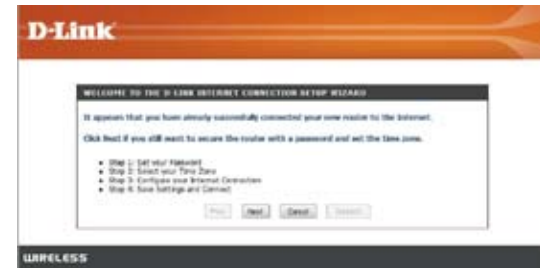 D-Link
WELCOME TO THE D-LINK INTERNET CONNECTION SETUP WIZARD
It appears that you have already successfully connected your new router to the Internet.
Click Next if you still want to secure the router with a password and set the time zone.
• Step 1: Set your Password
• Step 2: Select your Time Zone
• Step 3: Configure your Internet Connection
• Step 4: Save Settings and Connect
Prev Next Cancel Connect
WIRELESS